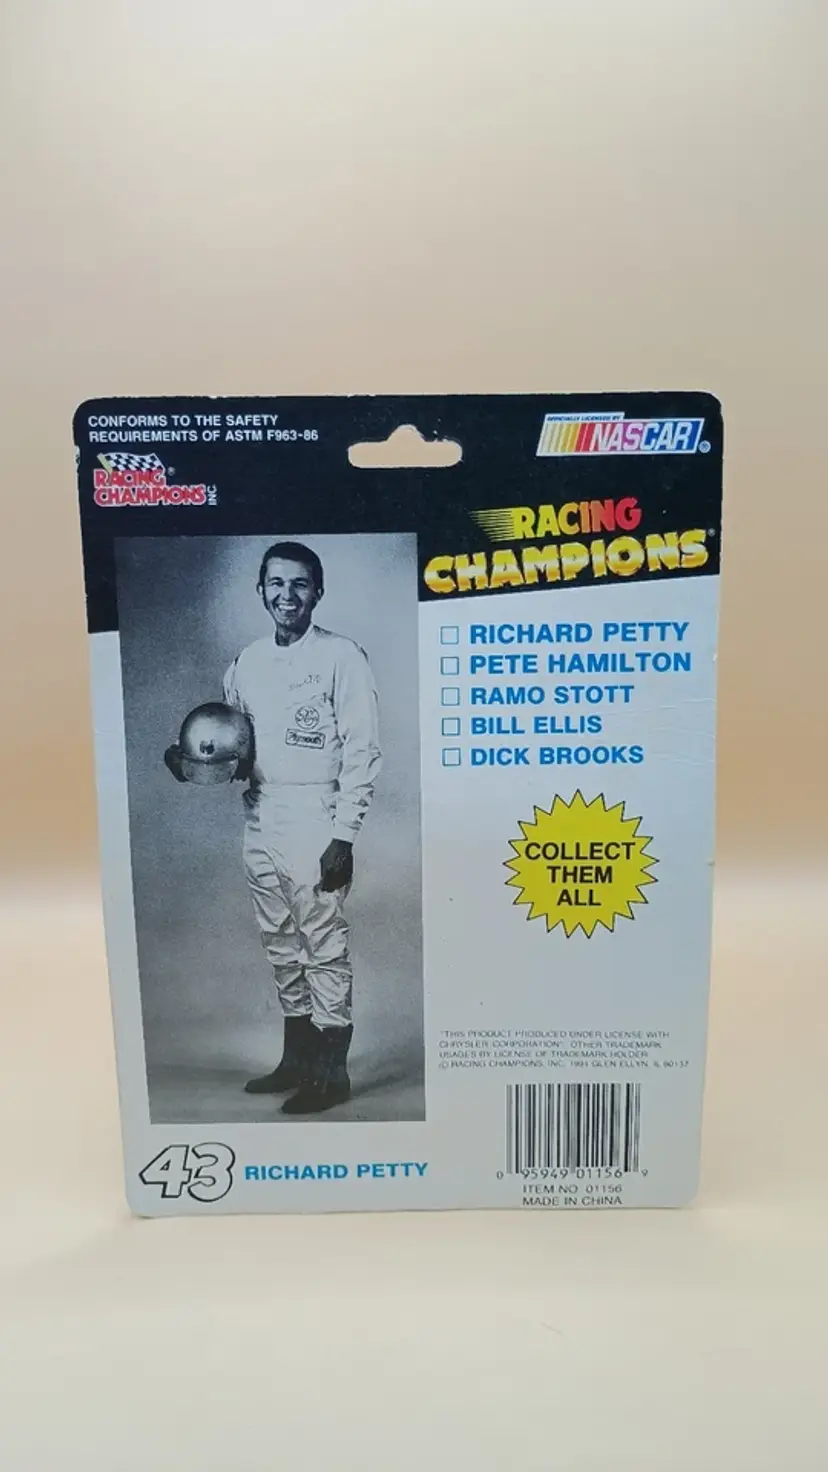 CONFORMS TO THE SAFETY
REQUIREMENTS OF ASTM F963-86
RACING
CHAMPIONS INC
®
OFFICIALLY LICENSED BY
NASCAR®
RACING
CHAMPIONS®
□ RICHARD PETTY
□ PETE HAMILTON
□ RAMO STOTT
□ BILL ELLIS
□ DICK BROOKS
COLLECT
THEM
ALL
Plymouth
"THIS PRODUCT PRODUCED UNDER LICENSE WITH
CHRYSLER CORPORATION". OTHER TRADEMARK
USAGES BY LICENSE OF TRADEMARK HOLDER
© RACING CHAMPIONS, INC. 1991 GLEN ELLYN, IL 60137
43 RICHARD PETTY
0 95949 01156 9
ITEM NO. 01156
MADE IN CHINA